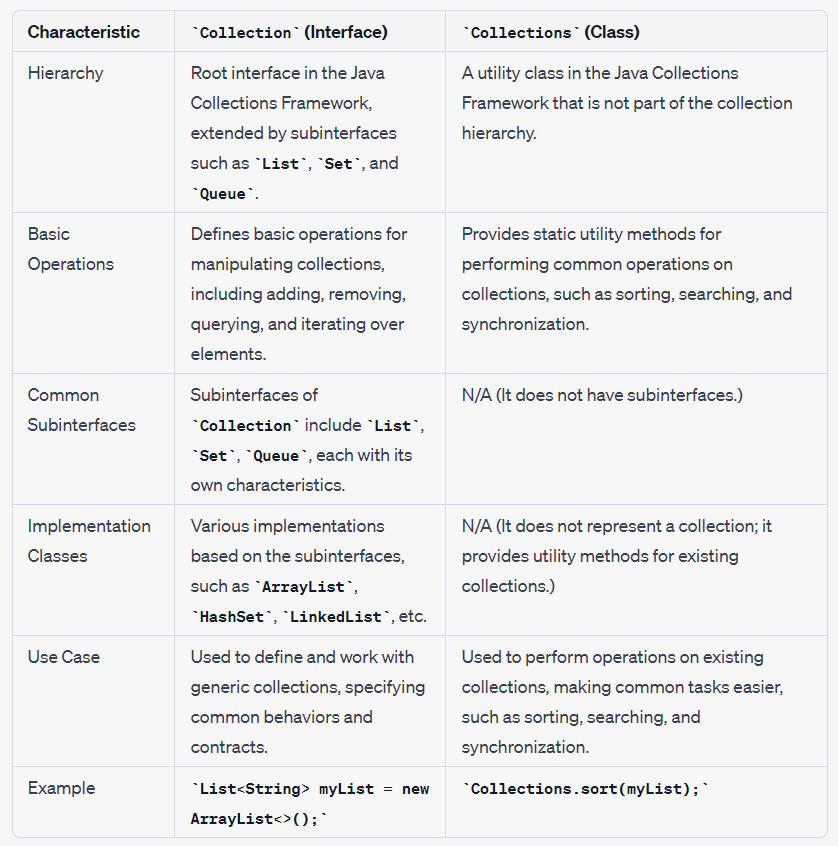 Characteristic `Collection` (Interface) `Collections` (Class)
Hierarchy Root interface in the Java A utility class in the Java Collections
Collections Framework, Framework that is not part of the collection
extended by subinterfaces hierarchy.
such as `List`, `Set`, and
`Queue`.
Basic Defines basic operations for Provides static utility methods for
Operations manipulating collections, performing common operations on
including adding, removing, collections, such as sorting, searching, and
querying, and iterating over synchronization.
elements.
Common Subinterfaces of N/A (It does not have subinterfaces.)
Subinterfaces `Collection` include `List`,
`Set`, `Queue`, each with its
own characteristics.
Implementation Various implementations N/A (It does not represent a collection; it
Classes based on the subinterfaces, provides utility methods for existing
such as `ArrayList`, collections.)
`HashSet`, `LinkedList`, etc.
Use Case Used to define and work with Used to perform operations on existing
generic collections, specifying collections, making common tasks easier,
common behaviors and such as sorting, searching, and
contracts. synchronization.
Example `List<String> myList = new `Collections.sort(myList);`
ArrayList<>();`